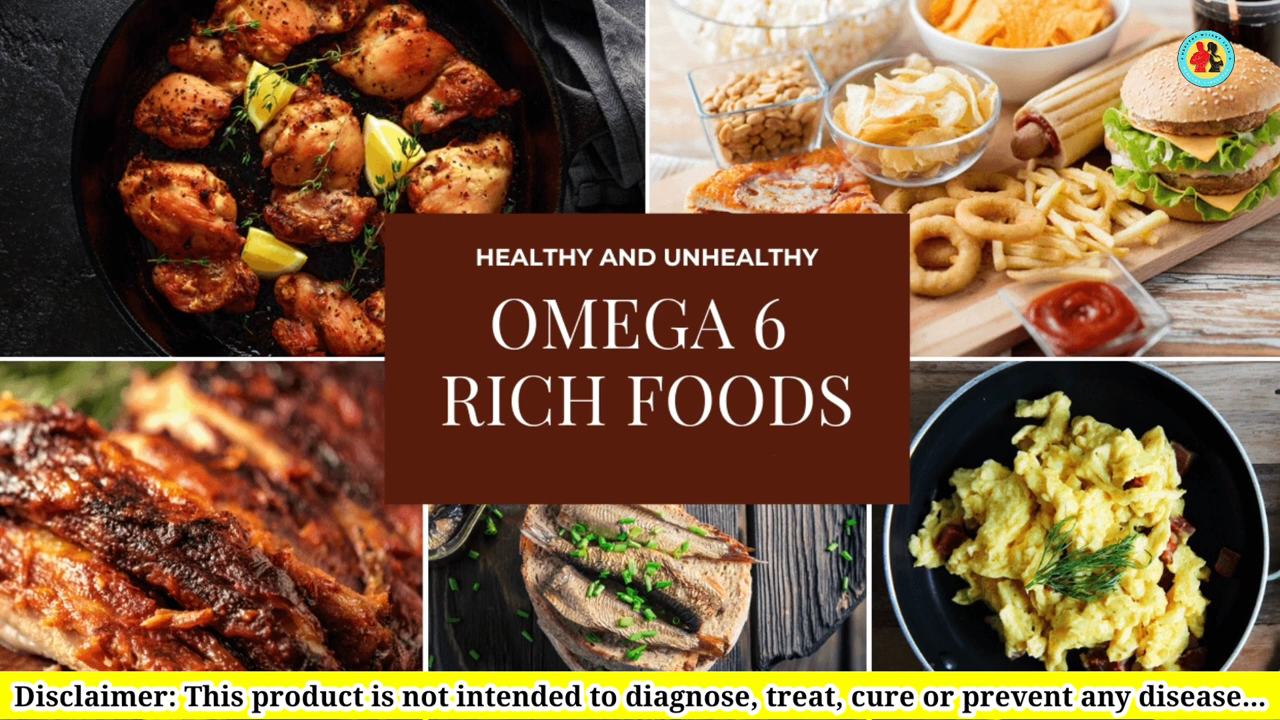 HEALTHY AND UNHEALTHY
OMEGA 6
RICH FOODS
Disclaimer: This product is not intended to diagnose, treat, cure or prevent any disease...